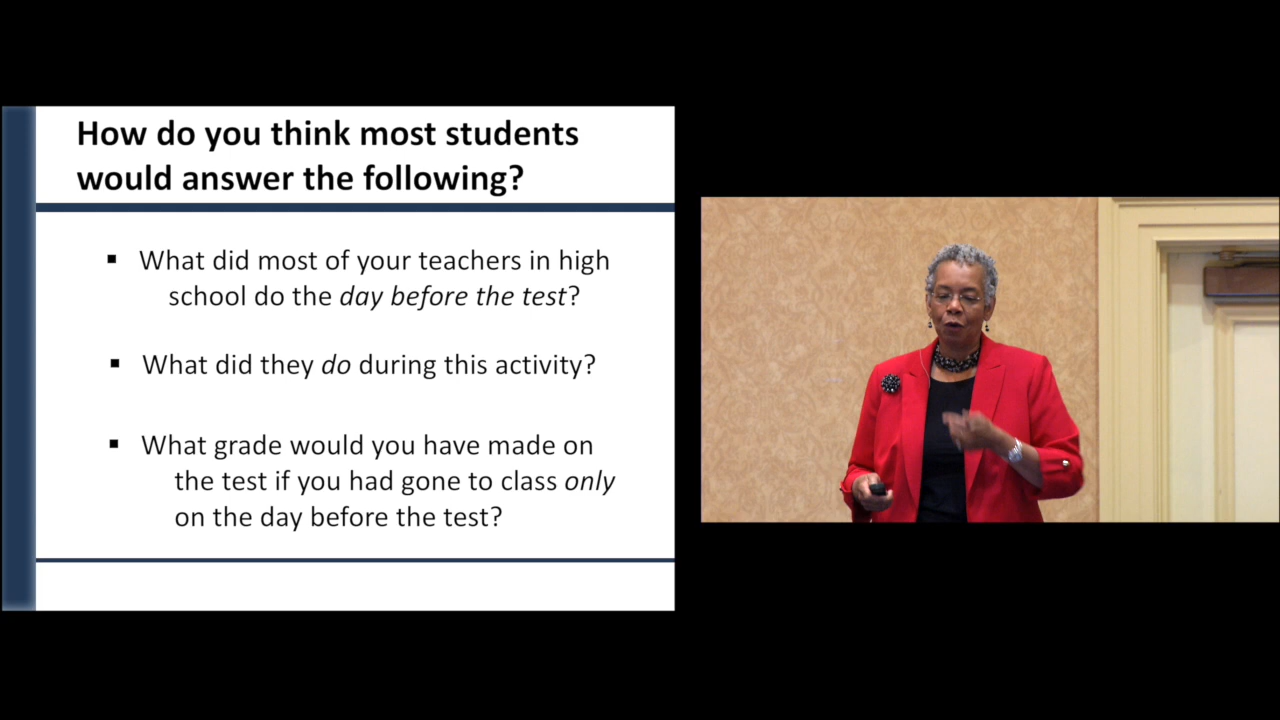 How do you think most students
would answer the following?
▪ What did most of your teachers in high
school do the day before the test?
▪ What did they do during this activity?
▪ What grade would you have made on
the test if you had gone to class only
on the day before the test?